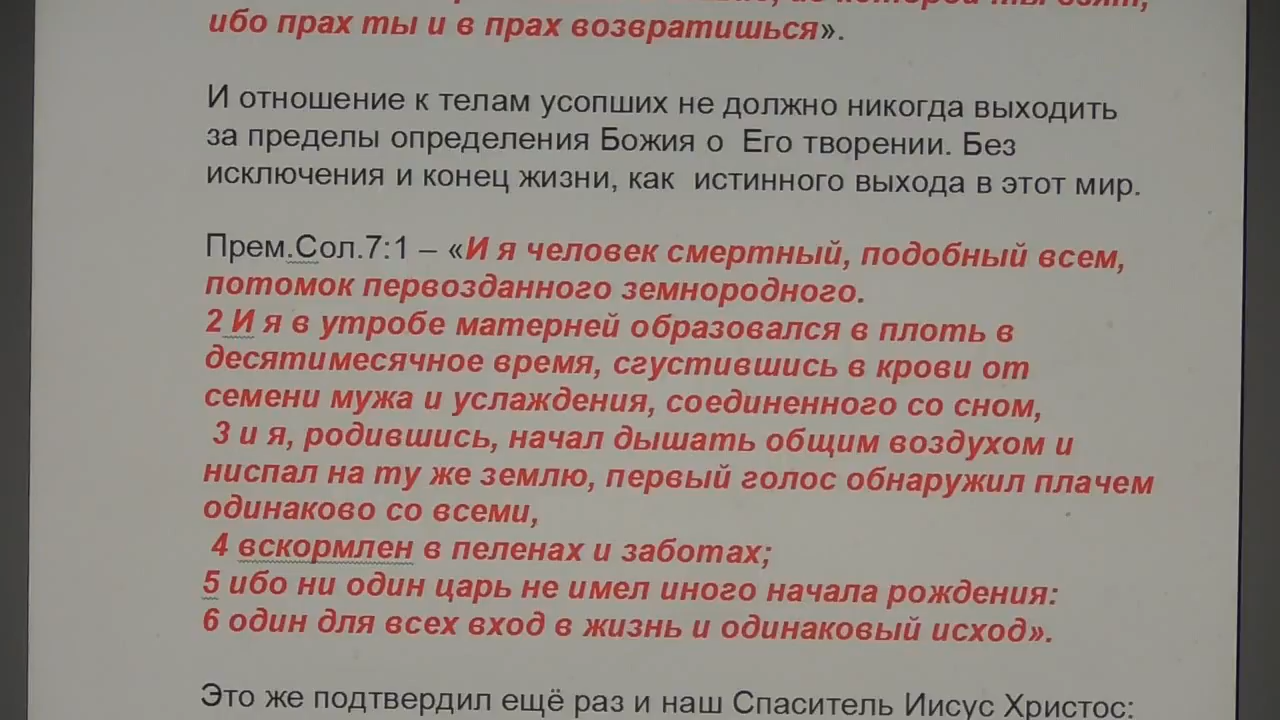 ибо прах ты и в прах возвратишься».
И отношение к телам усопших не должно никогда выходить
за пределы определения Божия о Его творении. Без
исключения и конец жизни, как истинного выхода в этот мир.
Прем.Сол.7:1 – «И я человек смертный, подобный всем,
потомок первозданного земнородного.
2 И я в утробе матерней образовался в плоть в
десятимесячное время, сгустившись в крови от
семени мужа и услаждения, соединенного со сном,
3 и я, родившись, начал дышать общим воздухом и
ниспал на ту же землю, первый голос обнаружил плачем
одинаково со всеми,
4 вскормлен в пеленах и заботах;
5 ибо ни один царь не имел иного начала рождения:
6 один для всех вход в жизнь и одинаковый исход».
Это же подтвердил ещё раз и наш Спаситель Иисус Христос: